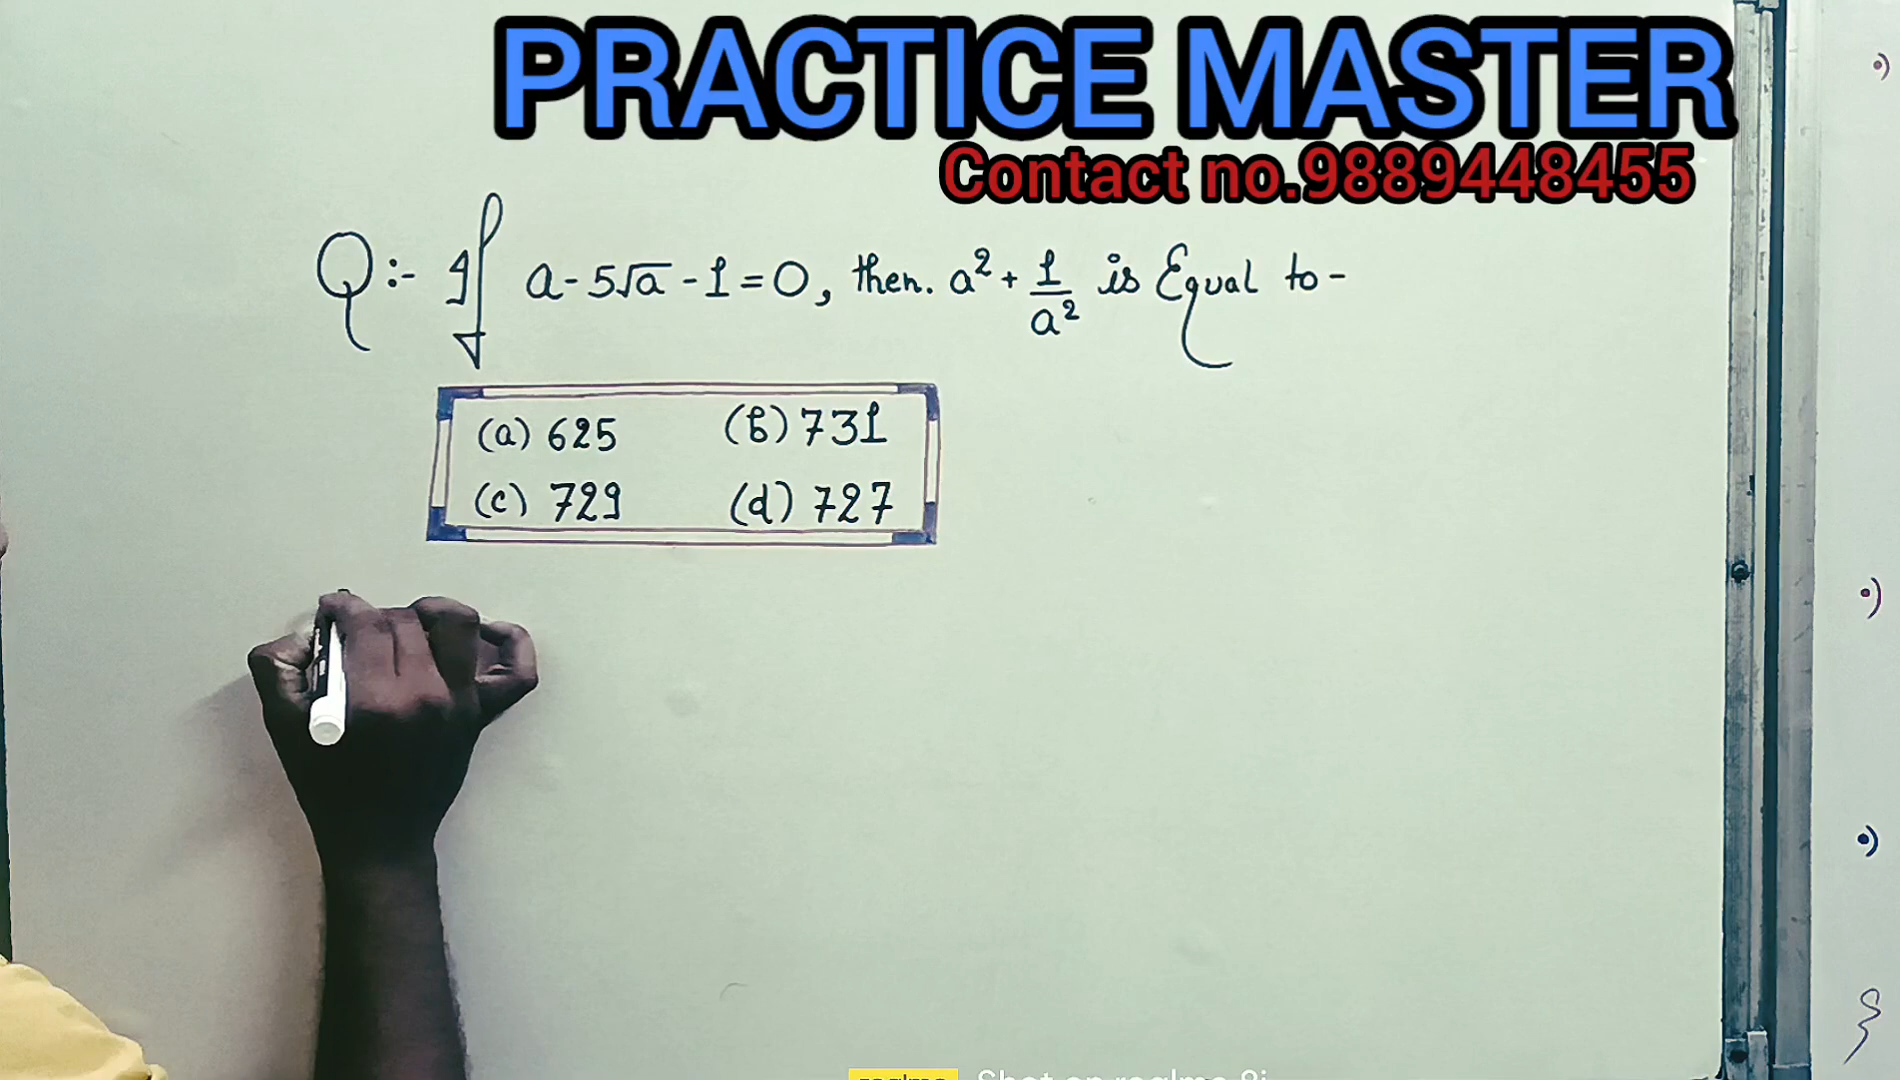 PRACTICE MASTER
Contact no.9889448455
Q:- If a-5√a-1=0, then. a²+1/a² is Equal to-
(a) 625 (b) 731
(c) 729 (d) 727